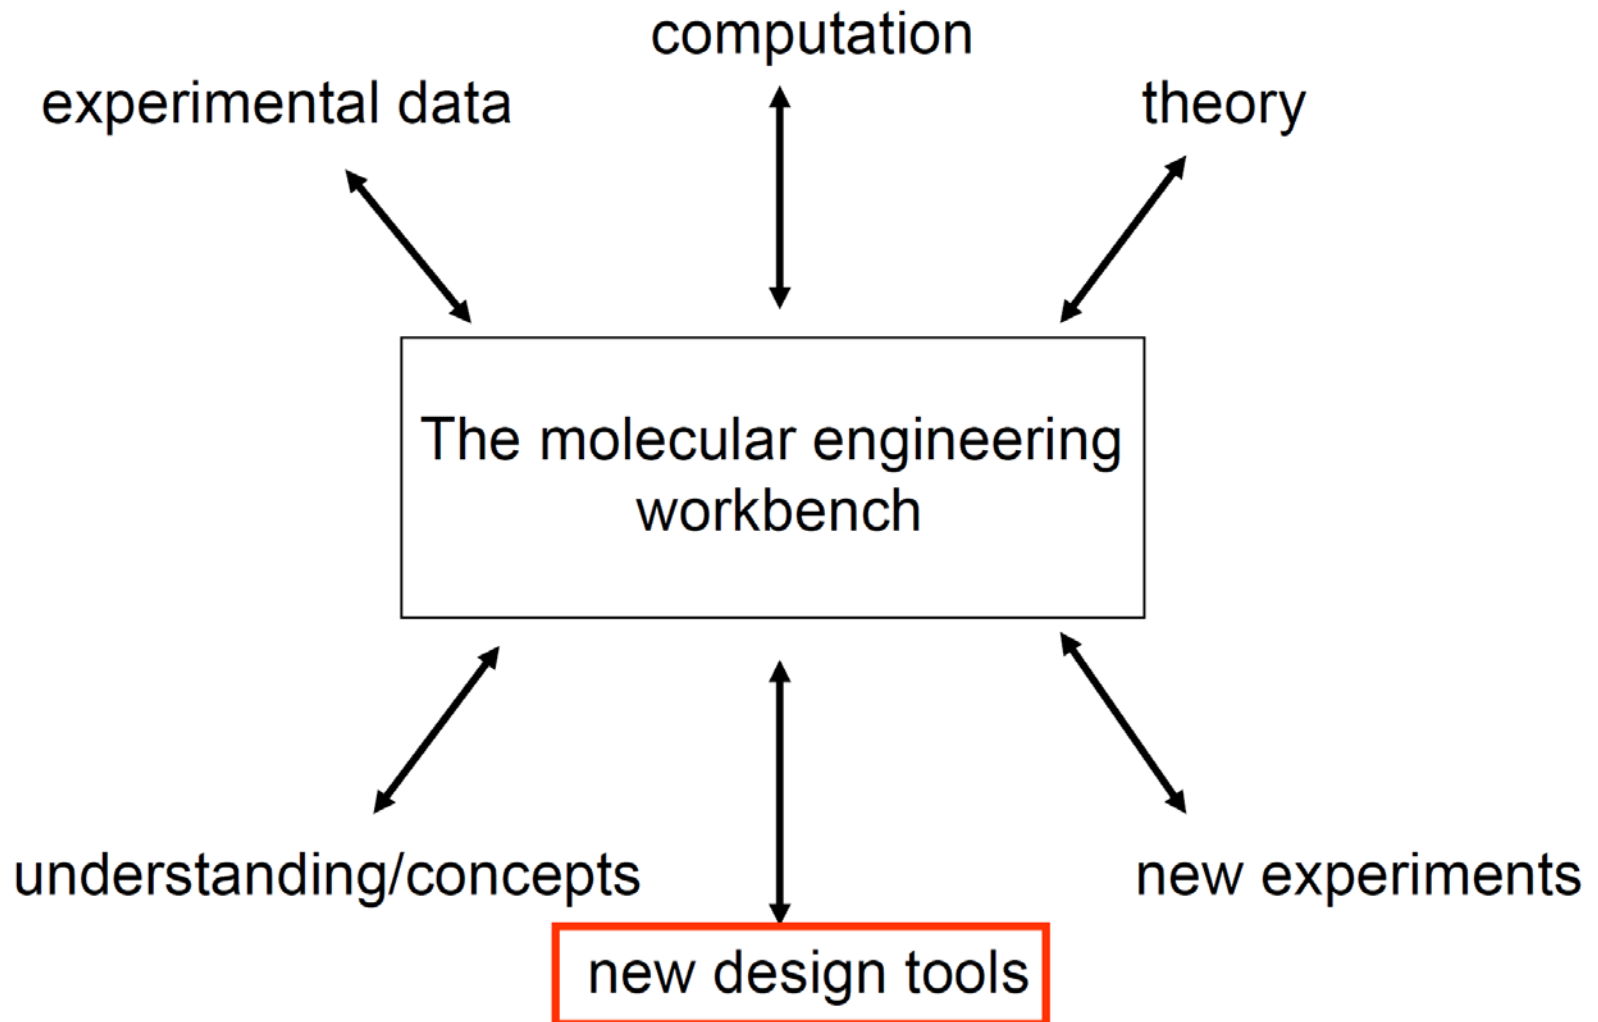 computation
experimental data
theory
The molecular engineering
workbench
understanding/concepts
new experiments
new design tools